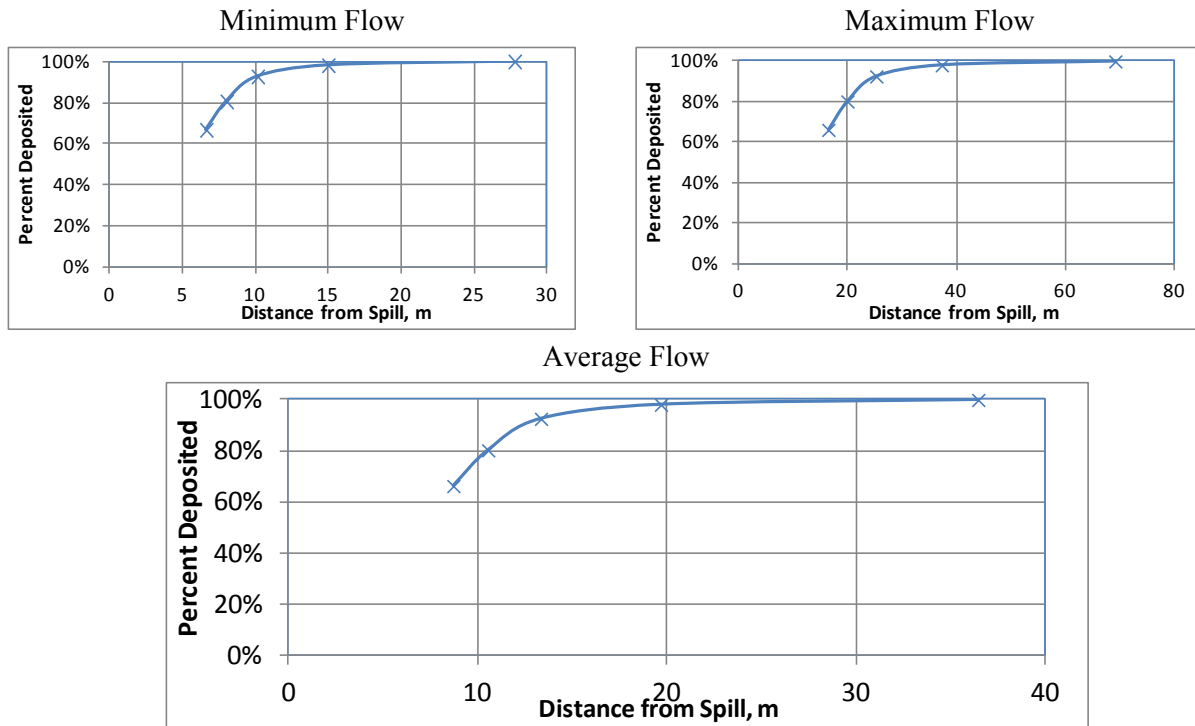 Minimum Flow
Percent Deposited
100%
80%
60%
40%
20%
0%
0 5 10 15 20 25 30
Distance from Spill, m
Maximum Flow
Percent Deposited
100%
80%
60%
40%
20%
0%
0 20 40 60 80
Distance from Spill, m
Average Flow
Percent Deposited
100%
80%
60%
40%
20%
0%
0 10 20 30 40
Distance from Spill, m